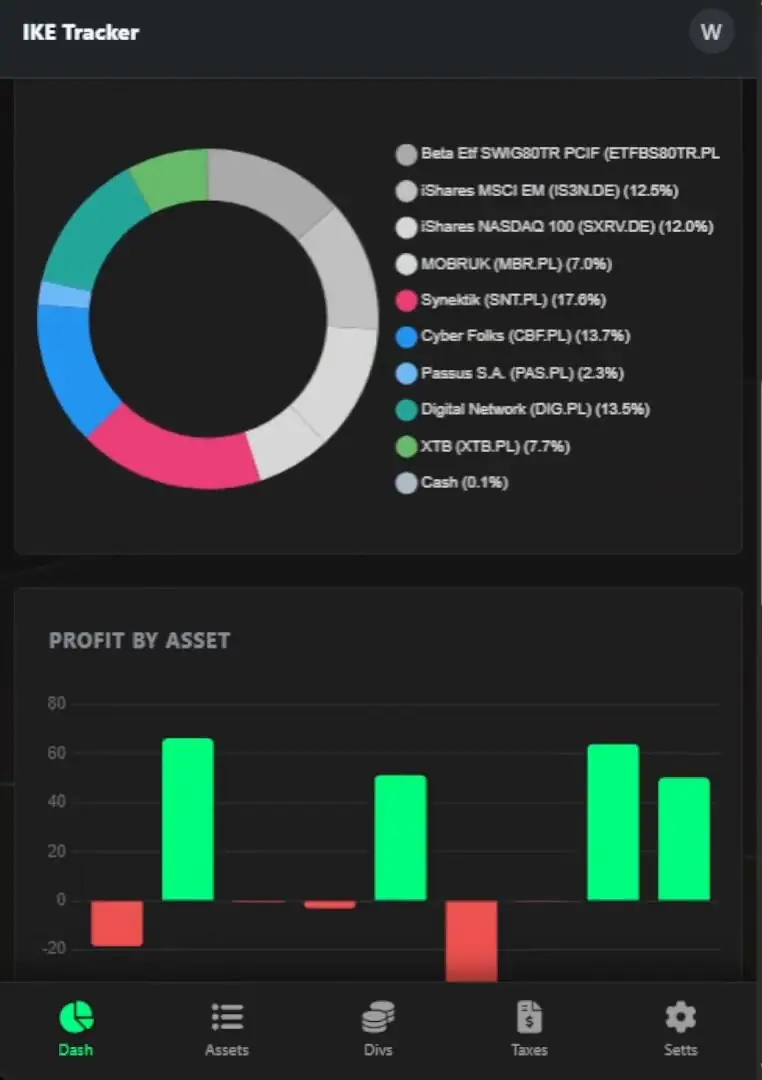 IKE Tracker
W
Beta Etf SWIG80TR PCIF (ETFBS80TR.PL
iShares MSCI EM (IS3N.DE) (12.5%)
iShares NASDAQ 100 (SXRV.DE) (12.0%)
MOBRUK (MBR.PL) (7.0%)
Synektik (SNT.PL) (17.6%)
Cyber Folks (CBF.PL) (13.7%)
Passus S.A. (PAS.PL) (2.3%)
Digital Network (DIG.PL) (13.5%)
XTB (XTB.PL) (7.7%)
Cash (0.1%)
PROFIT BY ASSET
80
60
40
20
0
-20
Dash
Assets
Divs
Taxes
Setts